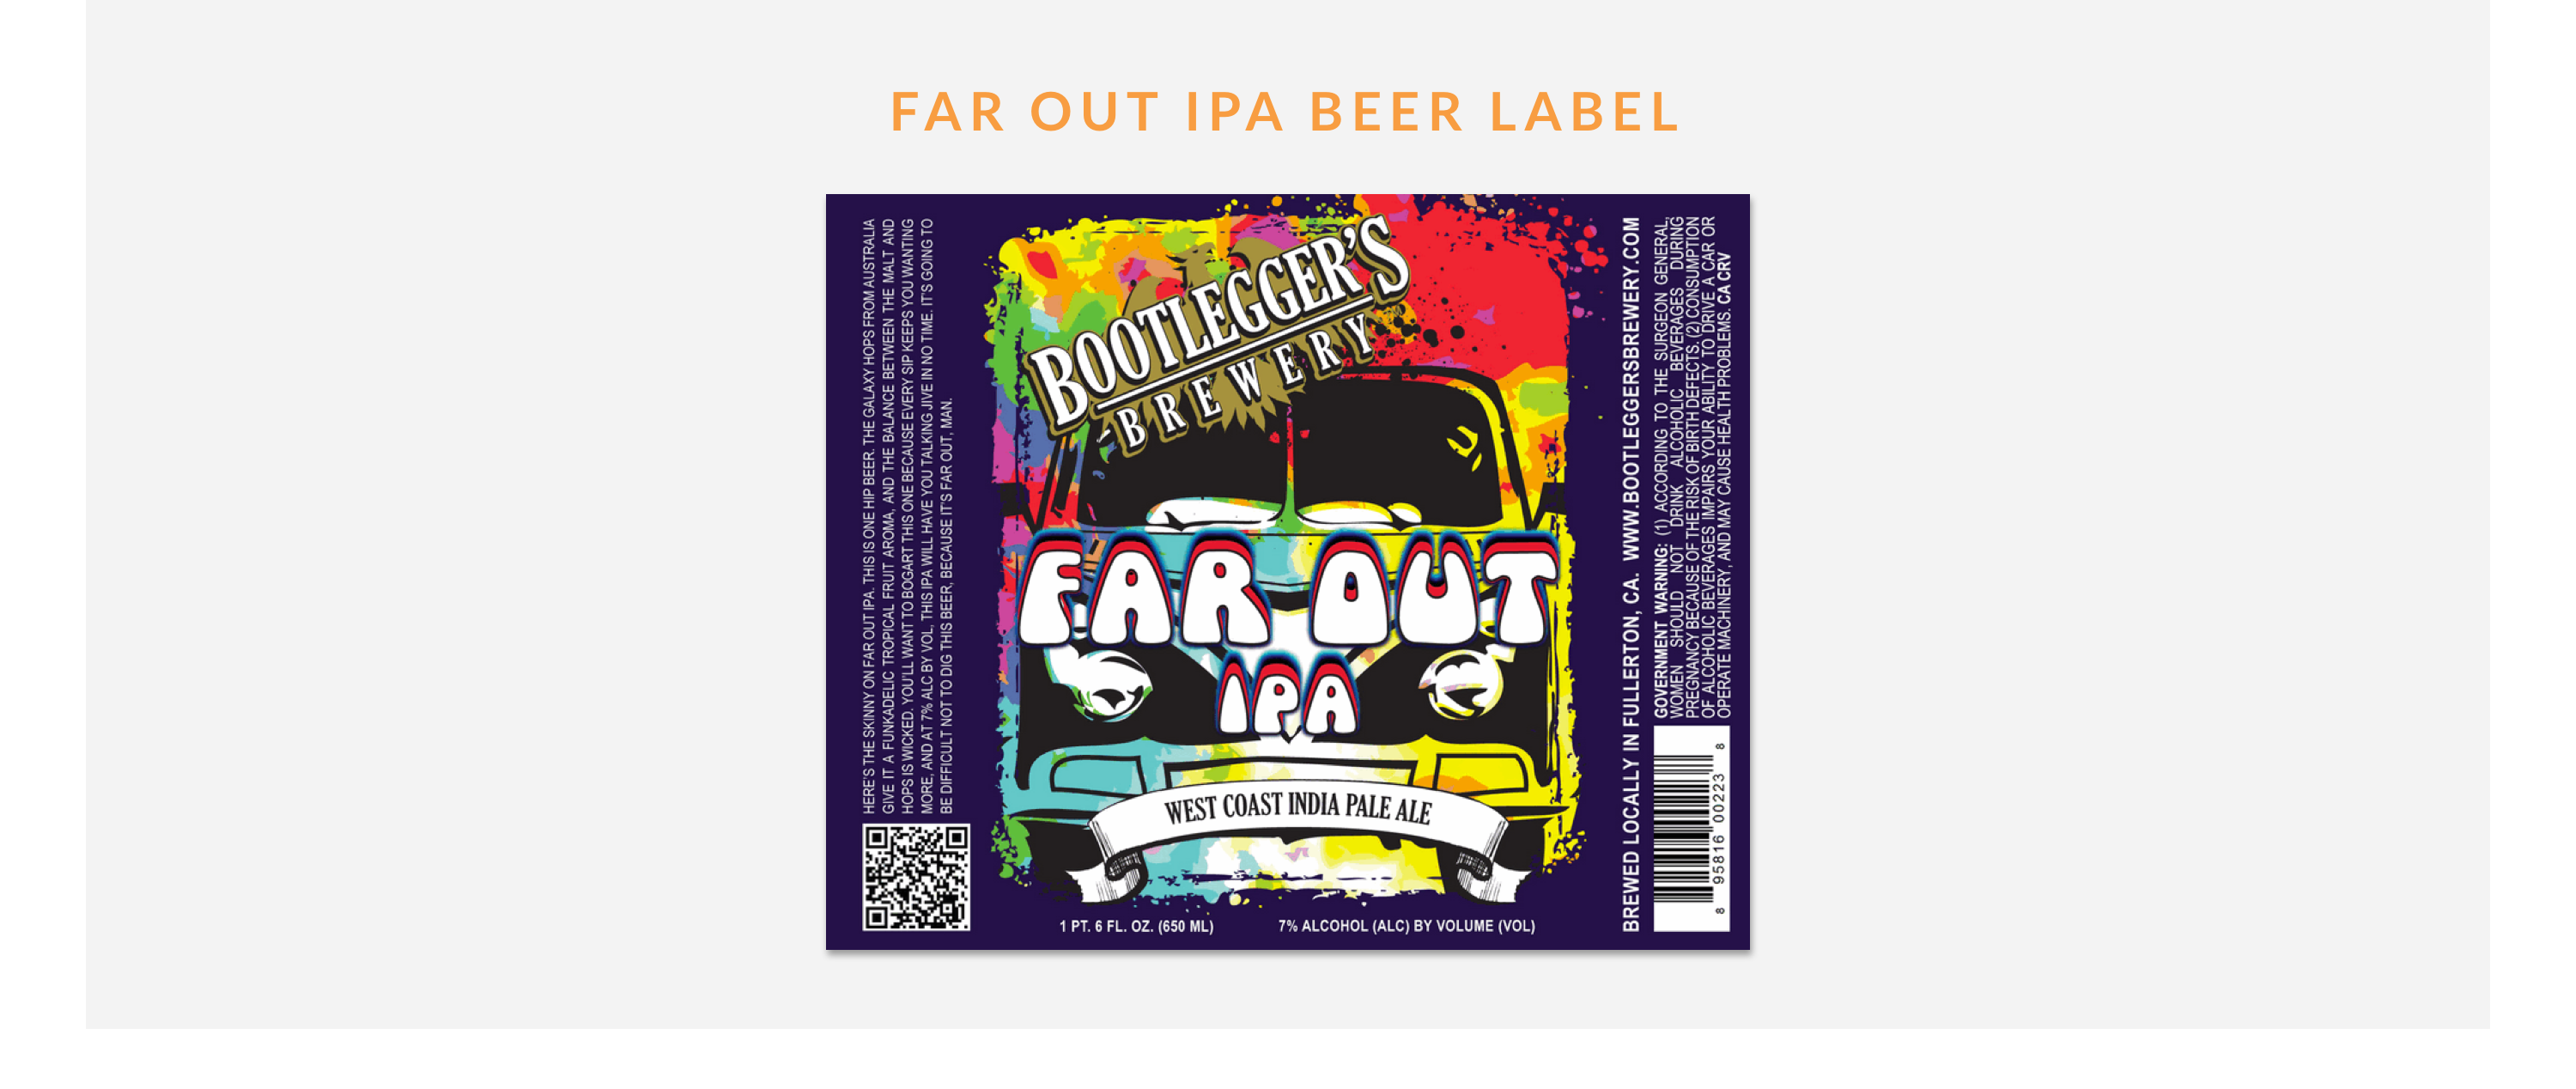 FAR OUT IPA BEER LABEL
HERE'S THE SKINNY ON FAR OUT IPA. THIS IS ONE HIP BEER. THE GALAXY HOPS FROM AUSTRALIA
GIVE IT A FUNKADELIC TROPICAL FRUIT AROMA, AND THE BALANCE BETWEEN THE MALT AND
HOPS IS WICKED. YOU'LL WANT TO BOGART THIS ONE BECAUSE EVERY SIP KEEPS YOU WANTING
MORE, AND AT 7% ALC BY VOL, THIS IPA WILL HAVE YOU TALKING JIVE IN NO TIME. IT'S GOING TO
BE DIFFICULT NOT TO DIG THIS BEER, BECAUSE IT'S FAR OUT, MAN.
BOOTLEGGER'S
BREWERY
FAR OUT
IPA
WEST COAST INDIA PALE ALE
1 PT. 6 FL. OZ. (650 ML)
7% ALCOHOL (ALC) BY VOLUME (VOL)
BREWED LOCALLY IN FULLERTON, CA. WWW.BOOTLEGGERSBREWERY.COM
GOVERNMENT WARNING: (1) ACCORDING TO THE SURGEON GENERAL,
WOMEN SHOULD NOT DRINK ALCOHOLIC BEVERAGES DURING
PREGNANCY BECAUSE OF THE RISK OF BIRTH DEFECTS. (2) CONSUMPTION
OF ALCOHOLIC BEVERAGES IMPAIRS YOUR ABILITY TO DRIVE A CAR OR
OPERATE MACHINERY, AND MAY CAUSE HEALTH PROBLEMS. CA CRV
8 95816 00223 8